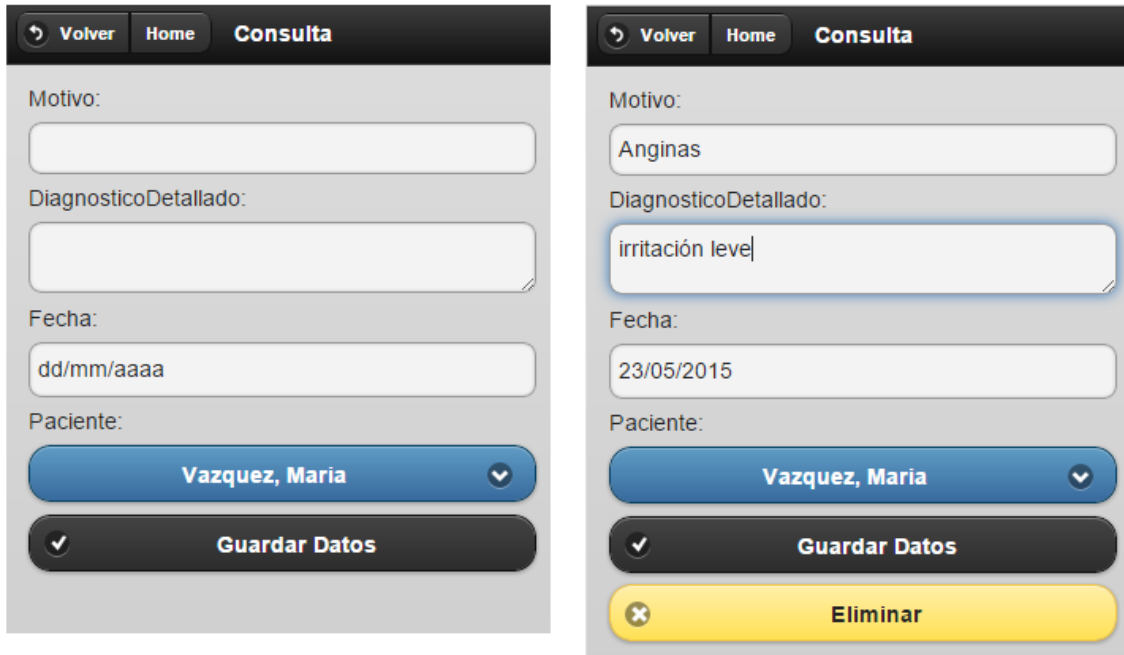 Volver Home Consulta
Motivo:
DiagnosticoDetallado:
Fecha:
dd/mm/aaaa
Paciente:
Vazquez, Maria
Guardar Datos
Volver Home Consulta
Motivo:
Anginas
DiagnosticoDetallado:
irritación leve
Fecha:
23/05/2015
Paciente:
Vazquez, Maria
Guardar Datos
Eliminar